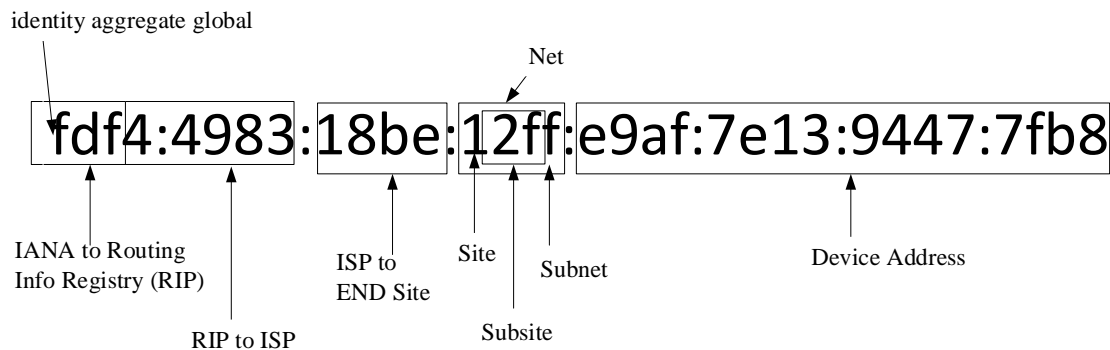 identity aggregate global
Net
fdf4:4983:18be:12ff:e9af:7e13:9447:7fb8
IANA to Routing
Info Registry (RIP)
RIP to ISP
ISP to
END Site
Site
Subsite
Subnet
Device Address